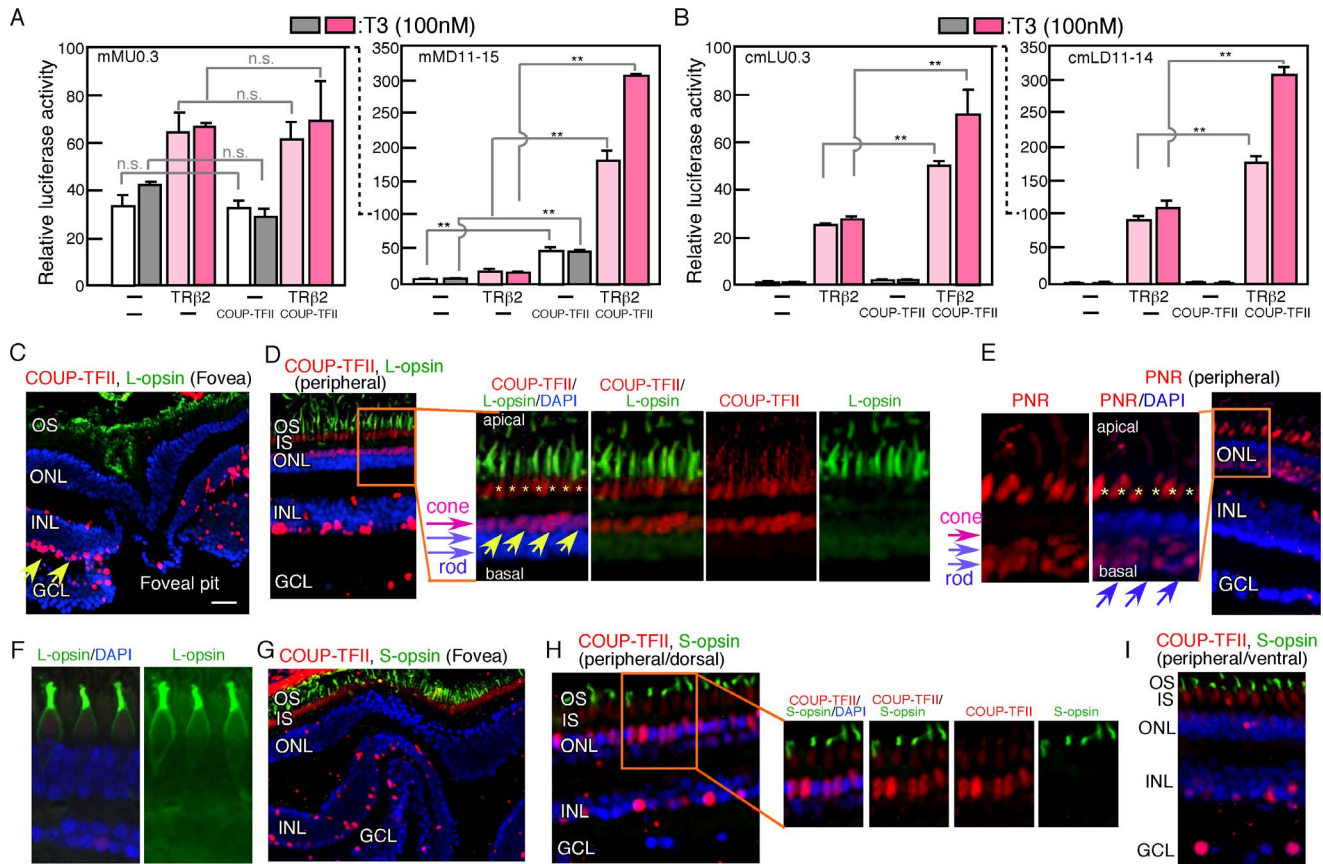 A
B
:T3 (100nM)
:T3 (100nM)
Relative luciferase activity
100
80
60
40
20
0
mMU0.3
n.s.
n.s.
n.s.
n.s.
– TRβ2 – TRβ2
– – COUP-TFII COUP-TFII
350
300
250
200
150
100
350
50
0
mMD11-15
**
**
**
**
– TRβ2 – TRβ2
– – COUP-TFII COUP-TFII
Relative luciferase activity
100
80
60
40
20
0
cmLU0.3
**
**
– TRβ2 – TFβ2
– – COUP-TFII COUP-TFII
350
300
250
200
150
100
350
50
0
cmLD11-14
**
**
– TRβ2 – TRβ2
– – COUP-TFII COUP-TFII
C
COUP-TFII, L-opsin (Fovea)
OS
ONL
INL
GCL
Foveal pit
D
COUP-TFII, L-opsin
(peripheral)
OS
IS
ONL
INL
GCL
cone
rod
COUP-TFII/
L-opsin/DAPI
apical
* * * * * * *
basal
COUP-TFII/
L-opsin
COUP-TFII
L-opsin
E
PNR (peripheral)
PNR
PNR/DAPI
cone
rod
apical
* * * * * *
basal
ONL
INL
GCL
F
L-opsin/DAPI
L-opsin
G
COUP-TFII, S-opsin (Fovea)
OS
IS
ONL
INL
GCL
H
COUP-TFII, S-opsin
(peripheral/dorsal)
OS
IS
ONL
INL
GCL
COUP-TFII/
S-opsin/DAPI
COUP-TFII/
S-opsin
COUP-TFII
S-opsin
I
COUP-TFII, S-opsin
(peripheral/ventral)
OS
IS
ONL
INL
GCL